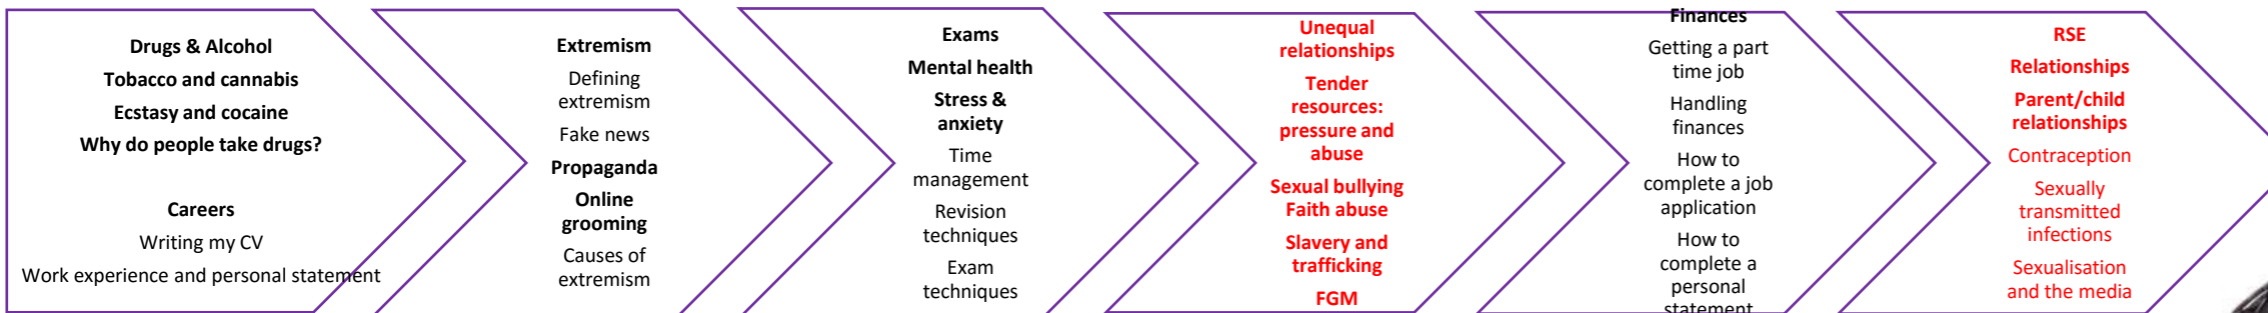 Drugs & Alcohol
Tobacco and cannabis
Ecstasy and cocaine
Why do people take drugs?
Careers
Writing my CV
Work experience and personal statement
Extremism
Defining
extremism
Fake news
Propaganda
Online
grooming
Causes of
extremism
Exams
Mental health
Stress &
anxiety
Time
management
Revision
techniques
Exam
techniques
Unequal
relationships
Tender
resources:
pressure and
abuse
Sexual bullying
Faith abuse
Slavery and
trafficking
FGM
Finances
Getting a part
time job
Handling
finances
How to
complete a job
application
How to
complete a
personal
statement
RSE
Relationships
Parent/child
relationships
Contraception
Sexually
transmitted
infections
Sexualisation
and the media